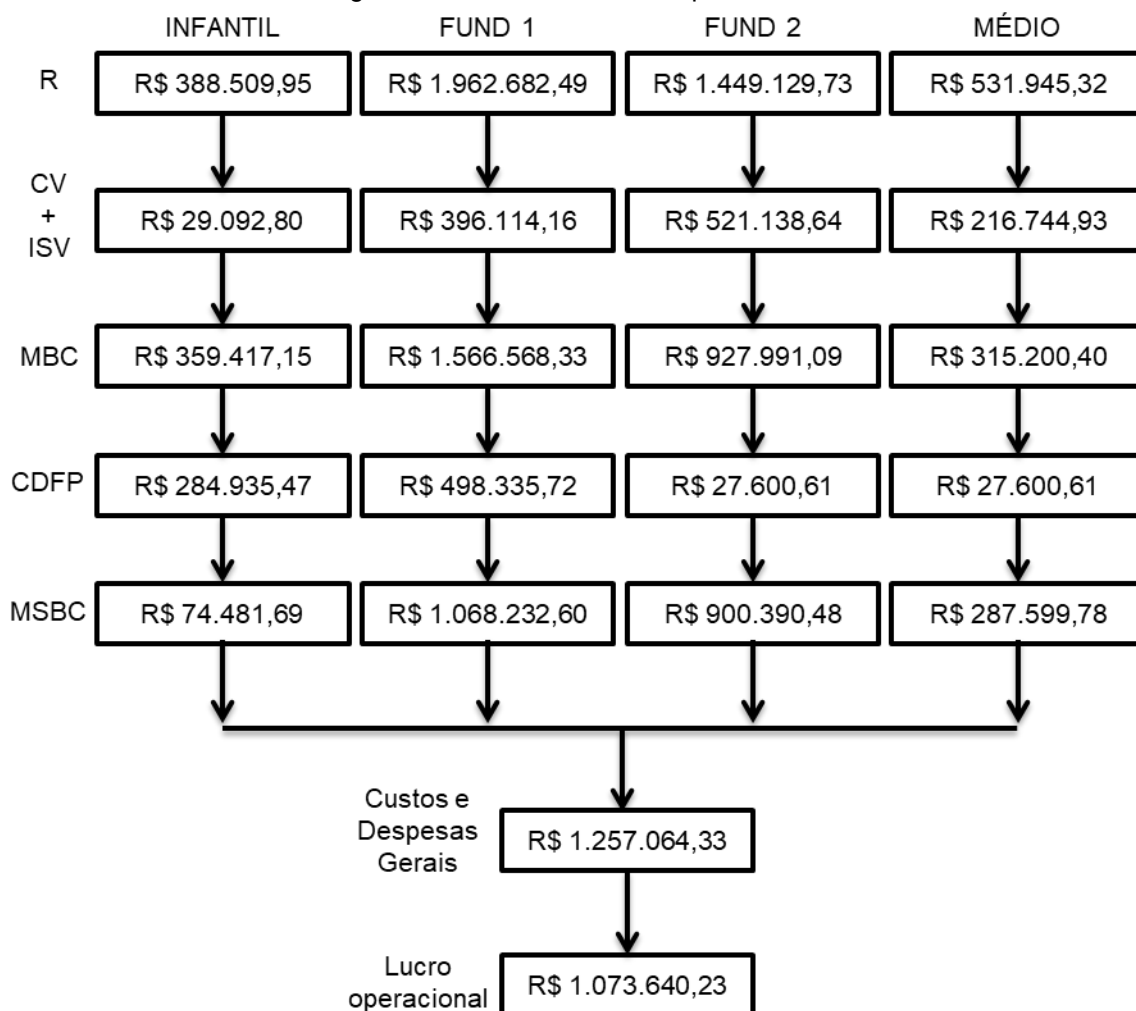 INFANTIL FUND 1 FUND 2 MÉDIO
R R$ 388.509,95 R$ 1.962.682,49 R$ 1.449.129,73 R$ 531.945,32
CV
+
ISV
R$ 29.092,80 R$ 396.114,16 R$ 521.138,64 R$ 216.744,93
MBC R$ 359.417,15 R$ 1.566.568,33 R$ 927.991,09 R$ 315.200,40
CDFP R$ 284.935,47 R$ 498.335,72 R$ 27.600,61 R$ 27.600,61
MSBC R$ 74.481,69 R$ 1.068.232,60 R$ 900.390,48 R$ 287.599,78
Custos e
Despesas
Gerais
R$ 1.257.064,33
Lucro
operacional
R$ 1.073.640,23